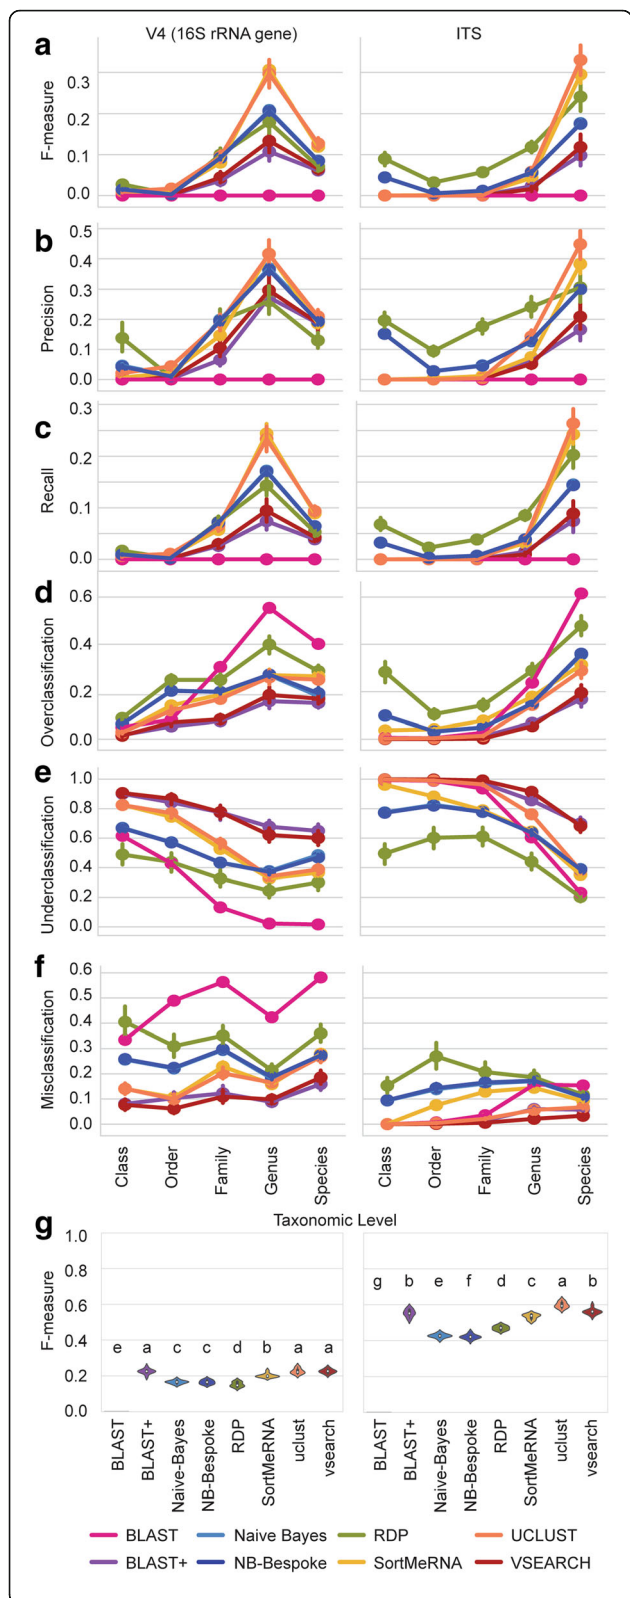 a
V4 (16S rRNA gene)
ITS
F-measure
0.3
0.2
0.1
0.0
b
Precision
0.5
0.4
0.3
0.2
0.1
0.0
c
Recall
0.3
0.2
0.1
0.0
d
Overclassification
0.6
0.4
0.2
0.0
e
Underclassification
1.0
0.8
0.6
0.4
0.2
0.0
f
Misclassification
0.6
0.5
0.4
0.3
0.2
0.1
0.0
Class Order Family Genus Species
Class Order Family Genus Species
Taxonomic Level
g
F-measure
1.0
0.8
0.6
0.4
0.2
0.0
e a c c d b a a
g b e f d c a b
BLAST BLAST+ Naive-Bayes NB-Bespoke RDP SortMeRNA uclust vsearch
BLAST BLAST+ Naive-Bayes NB-Bespoke RDP SortMeRNA uclust vsearch
BLAST Naive Bayes RDP UCLUST
BLAST+ NB-Bespoke SortMeRNA VSEARCH